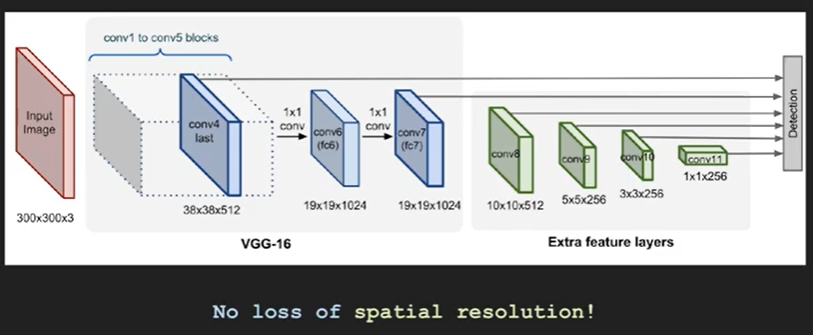 conv1 to conv5 blocks
Input
Image
conv4
last
1x1
conv
conv6
(fc6)
1x1
conv
conv7
(fc7)
conv8
conv9
conv10
conv11
Detection
300x300x3
38x38x512
19x19x1024
19x19x1024
10x10x512
5x5x256
3x3x256
1x1x256
VGG-16
Extra feature layers
No loss of spatial resolution!